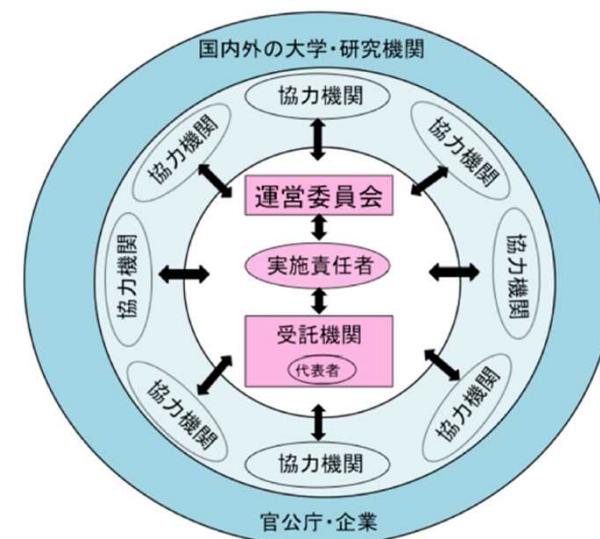 国内外の大学・研究機関
協力機関
協力機関
協力機関
運営委員会
実施責任者
協力機関
協力機関
受託機関
代表者
協力機関
協力機関
協力機関
官公庁・企業